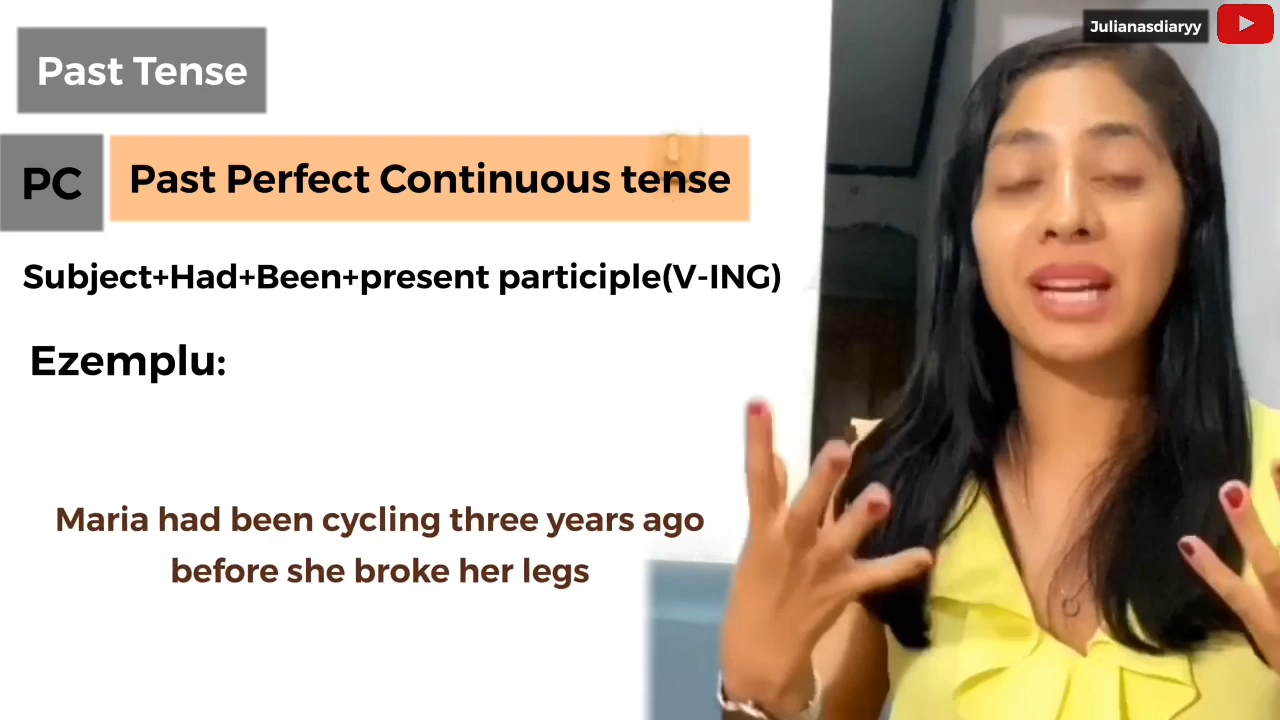 Julianasdiaryy
Past Tense
PC
Past Perfect Continuous tense
Subject+Had+Been+present participle(V-ING)
Ezemplu:
Maria had been cycling three years ago
before she broke her legs